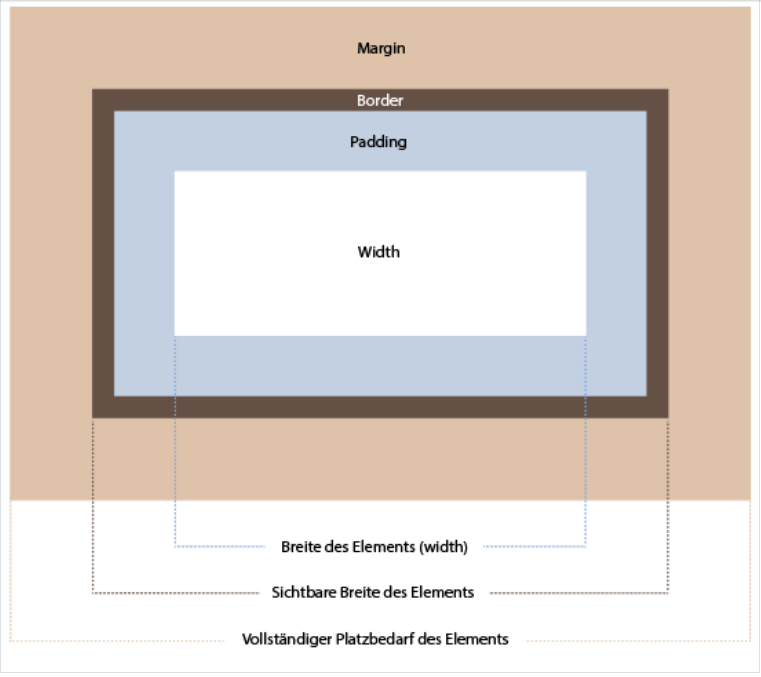 Margin
Border
Padding
Width
Breite des Elements (width)
Sichtbare Breite des Elements
Vollständiger Platzbedarf des Elements